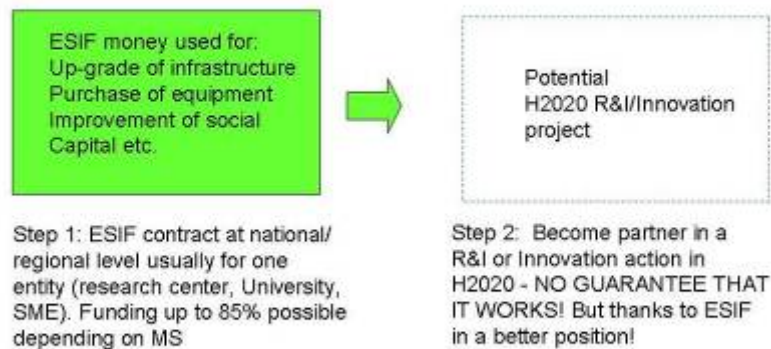 ESIF money used for:
Up-grade of infrastructure
Purchase of equipment
Improvement of social
Capital etc.
Potential
H2020 R&I/Innovation
project
Step 1: ESIF contract at national/
regional level usually for one
entity (research center, University,
SME). Funding up to 85% possible
depending on MS
Step 2:  Become partner in a
R&I or Innovation action in
H2020 - NO GUARANTEE THAT
IT WORKS! But thanks to ESIF
in a better position!